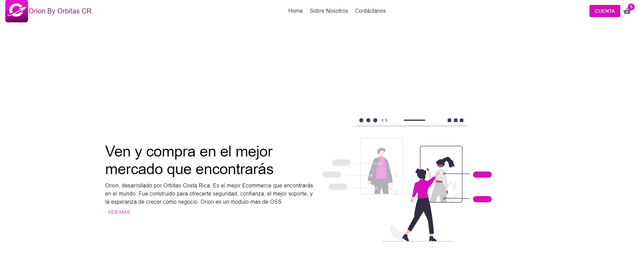 Orion By Orbitas CR
Home Sobre Nosotros Contáctanos
CUENTA
0
Ven y compra en el mejor
mercado que encontrarás
Orion, desarrollado por Orbitas Costa Rica, Es el mejor Ecommerce que encontrarás
en el mundo. Fue construido para ofrecerte seguridad, confianza, el mejor soporte, y
la esperanza de crecer como negocio. Orion es un modulo mas de OSS
VER MÁS